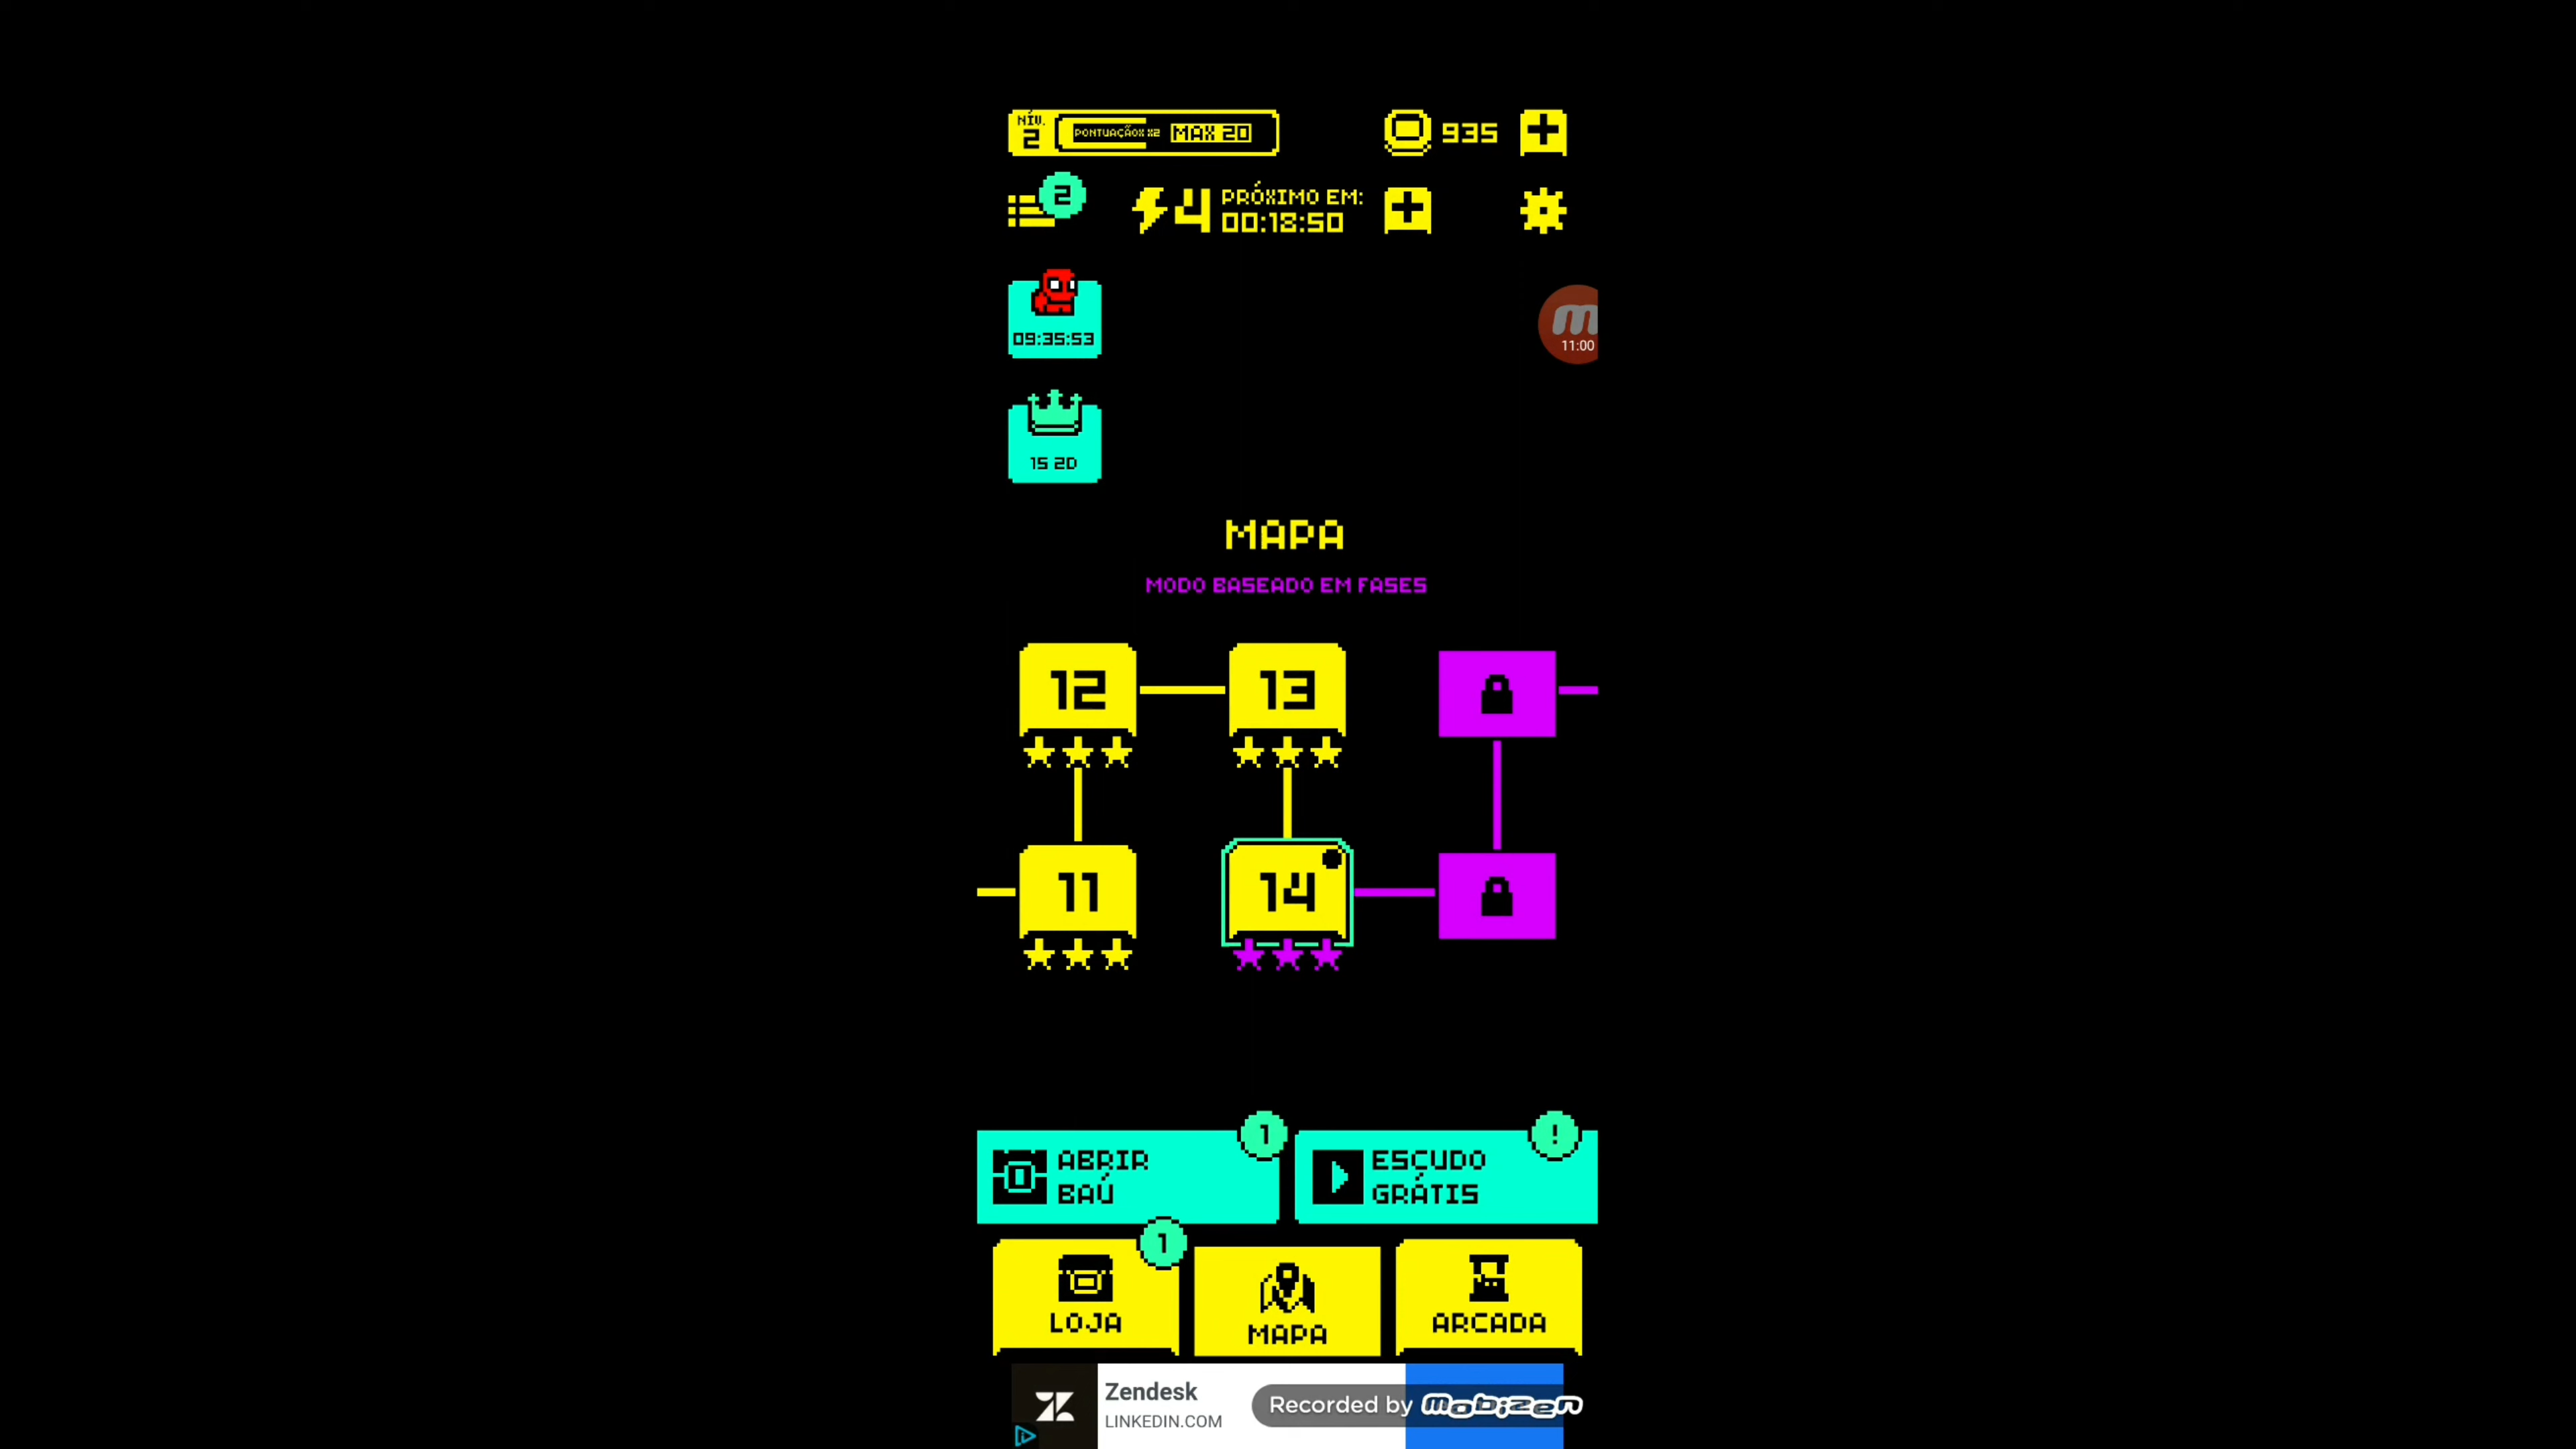 NÍV.
2
PONTUAÇÃOX X2
MAX 20
935
2
4
PRÓXIMO EM:
00:18:50
09:35:53
11:00
15 2D
MAPA
MODO BASEADO EM FASES
12
13
11
14
1
!
ABRIR
BAÚ
ESCUDO
GRÁTIS
1
LOJA
MAPA
ARCADA
Zendesk
LINKEDIN.COM
Recorded by mobizen